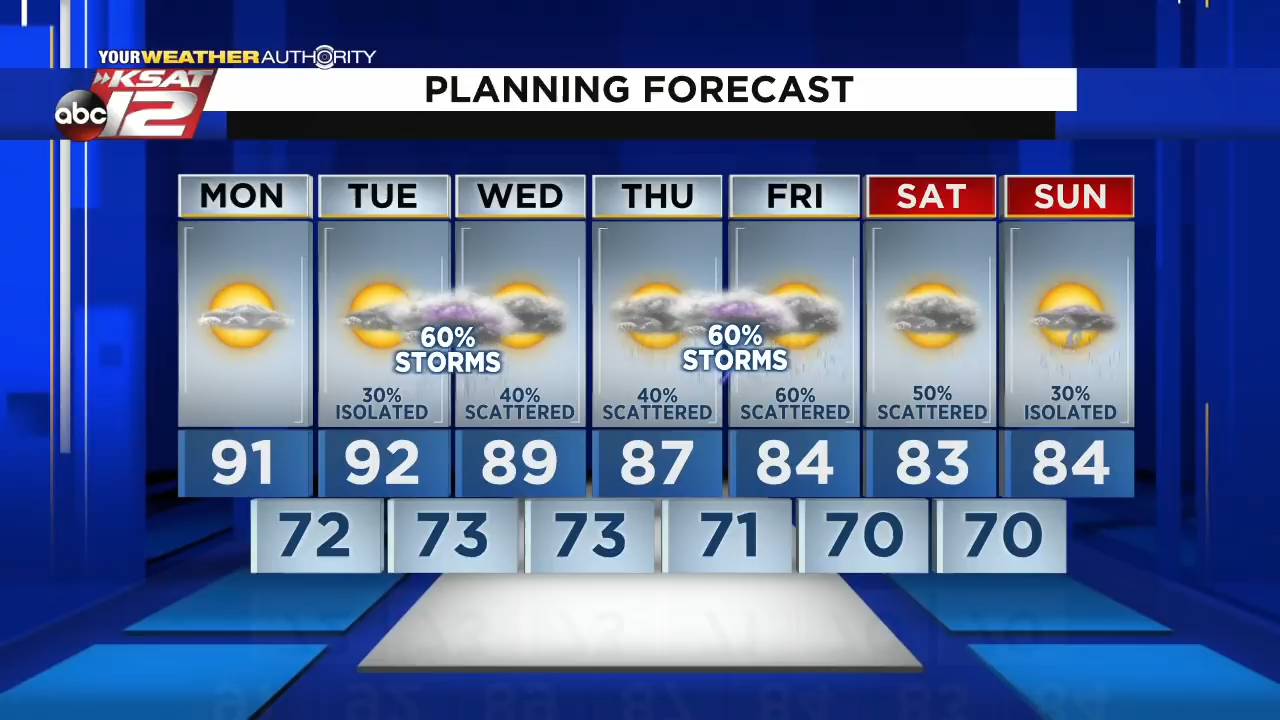 YOURWEATHERAUTHORITY
KSAT
abc 12
PLANNING FORECAST
MON TUE WED THU FRI SAT SUN
60% 60%
STORMS STORMS
30% 40% 40% 60% 50% 30%
ISOLATED SCATTERED SCATTERED SCATTERED SCATTERED ISOLATED
91 92 89 87 84 83 84
72 73 73 71 70 70